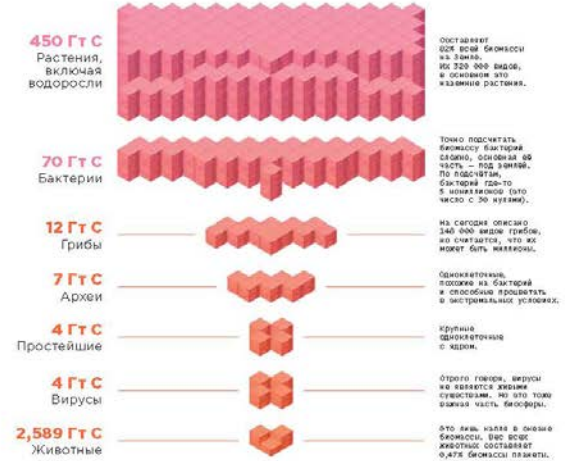 450 Гт С
Растения,
включая
водоросли
Составляют
82% всей биомассы
на Земле.
Их 320 000 видов,
в основном это
наземные растения.
70 Гт С
Бактерии
Точно подсчитать
биомассу бактерий
сложно, основная её
часть — под землёй.
По подсчётам,
бактерий где-то
5 нониллионов (это
число с 30 нулями).
12 Гт С
Грибы
На сегодня описано
148 000 видов грибов,
но считается, что их
может быть миллионы.
7 Гт С
Археи
Одноклеточные,
похожие на бактерий
и способные процветать
в экстремальных условиях.
4 Гт С
Простейшие
Крупные
одноклеточные
с ядром.
4 Гт С
Вирусы
Строго говоря, вирусы
не являются живыми
существами. Но это тоже
важная часть биосферы.
2,589 Гт С
Животные
Это лишь капля в океане
биомассы. Вес всех
животных составляет
0,47% биомассы планеты.